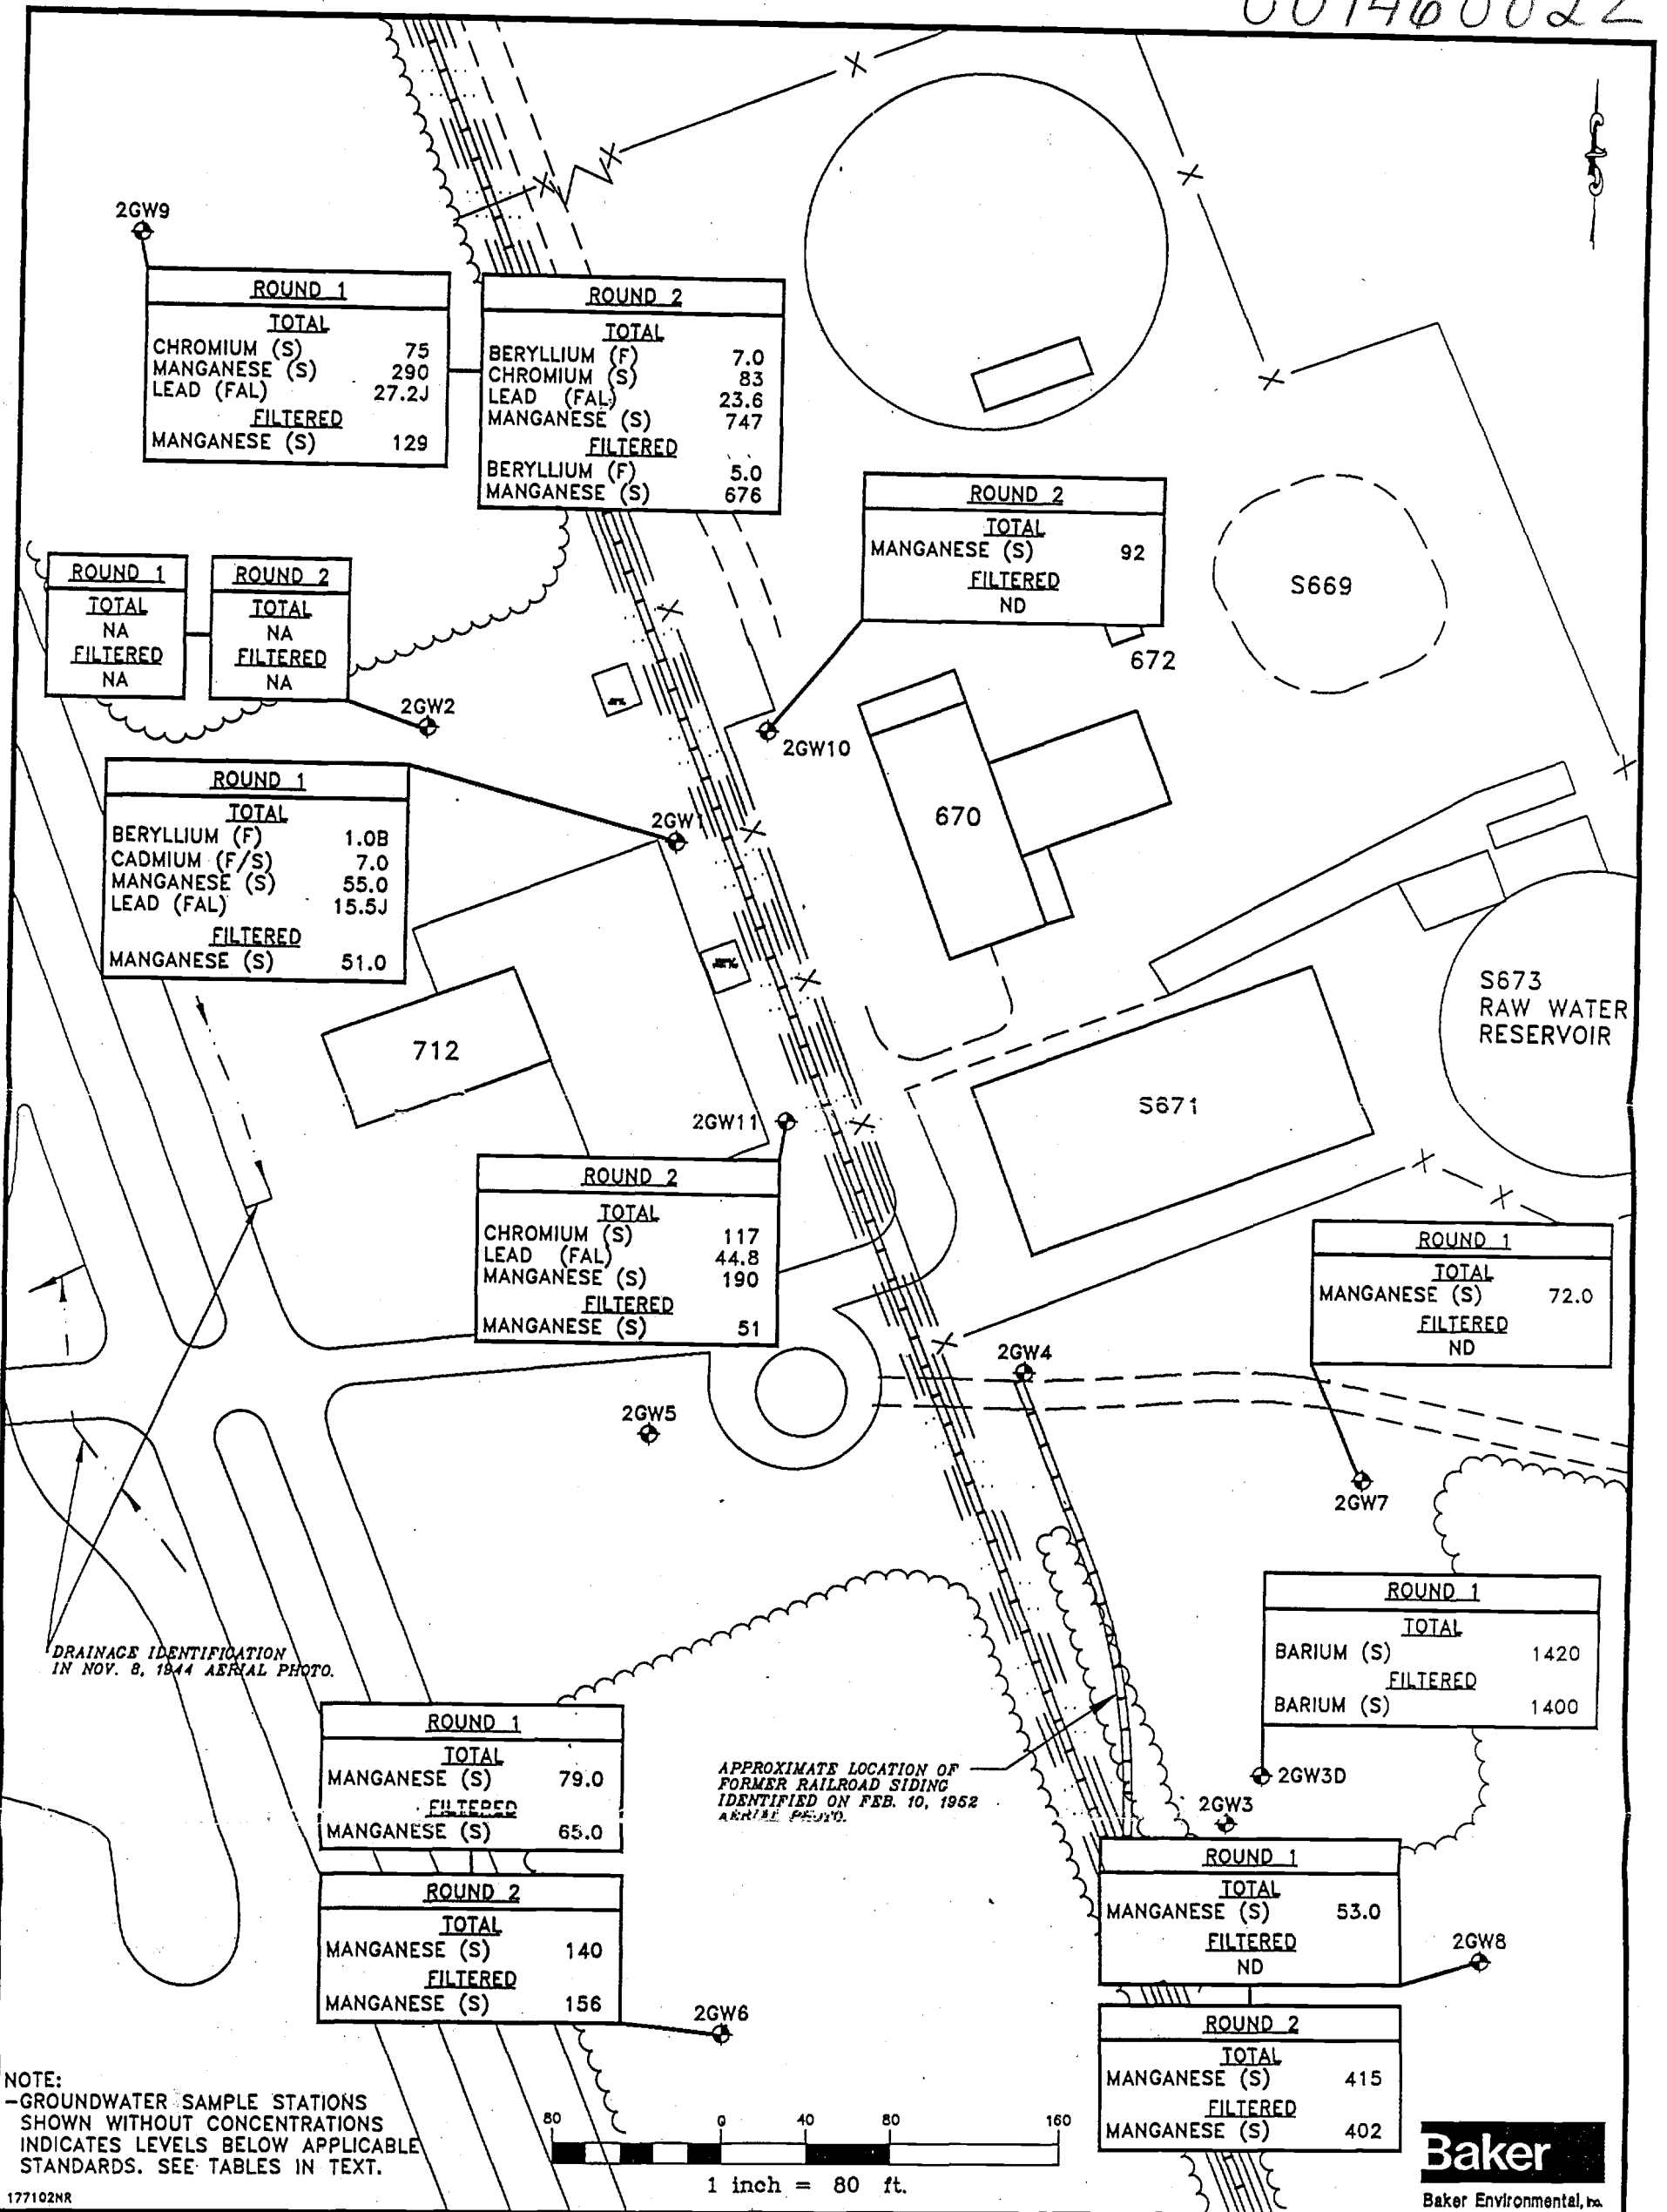 001460022
2GW9
ROUND 1
TOTAL
CHROMIUM (S) 75
MANGANESE (S) 290
LEAD (FAL) 27.2J
FILTERED
MANGANESE (S) 129
ROUND 2
TOTAL
BERYLLIUM (F) 7.0
CHROMIUM (S) 83
LEAD (FAL) 23.6
MANGANESE (S) 747
FILTERED
BERYLLIUM (F) 5.0
MANGANESE (S) 676
ROUND 2
TOTAL
MANGANESE (S) 92
FILTERED
ND
S669
672
ROUND 1
TOTAL
NA
FILTERED
NA
ROUND 2
TOTAL
NA
FILTERED
NA
2GW2
2GW10
ROUND 1
TOTAL
BERYLLIUM (F) 1.0B
CADMIUM (F/S) 7.0
MANGANESE (S) 55.0
LEAD (FAL) 15.5J
FILTERED
MANGANESE (S) 51.0
2GW1
670
S673
RAW WATER
RESERVOIR
712
S671
2GW11
ROUND 2
TOTAL
CHROMIUM (S) 117
LEAD (FAL) 44.8
MANGANESE (S) 190
FILTERED
MANGANESE (S) 51
ROUND 1
TOTAL
MANGANESE (S) 72.0
FILTERED
ND
2GW4
2GW5
2GW7
DRAINAGE IDENTIFICATION
IN NOV. 8, 1944 AERIAL PHOTO.
ROUND 1
TOTAL
BARIUM (S) 1420
FILTERED
BARIUM (S) 1400
ROUND 1
TOTAL
MANGANESE (S) 79.0
FILTERED
MANGANESE (S) 65.0
APPROXIMATE LOCATION OF
FORMER RAILROAD SIDING
IDENTIFIED ON FEB. 10, 1952
AERIAL PHOTO.
2GW3D
2GW3
ROUND 1
TOTAL
MANGANESE (S) 53.0
FILTERED
ND
ROUND 2
TOTAL
MANGANESE (S) 140
FILTERED
MANGANESE (S) 156
2GW8
2GW6
ROUND 2
TOTAL
MANGANESE (S) 415
FILTERED
MANGANESE (S) 402
NOTE:
-GROUNDWATER SAMPLE STATIONS
SHOWN WITHOUT CONCENTRATIONS
INDICATES LEVELS BELOW APPLICABLE
STANDARDS. SEE TABLES IN TEXT.
80 0 40 80 160
1 inch = 80 ft.
Baker
Baker Environmental, Inc.
177102NR